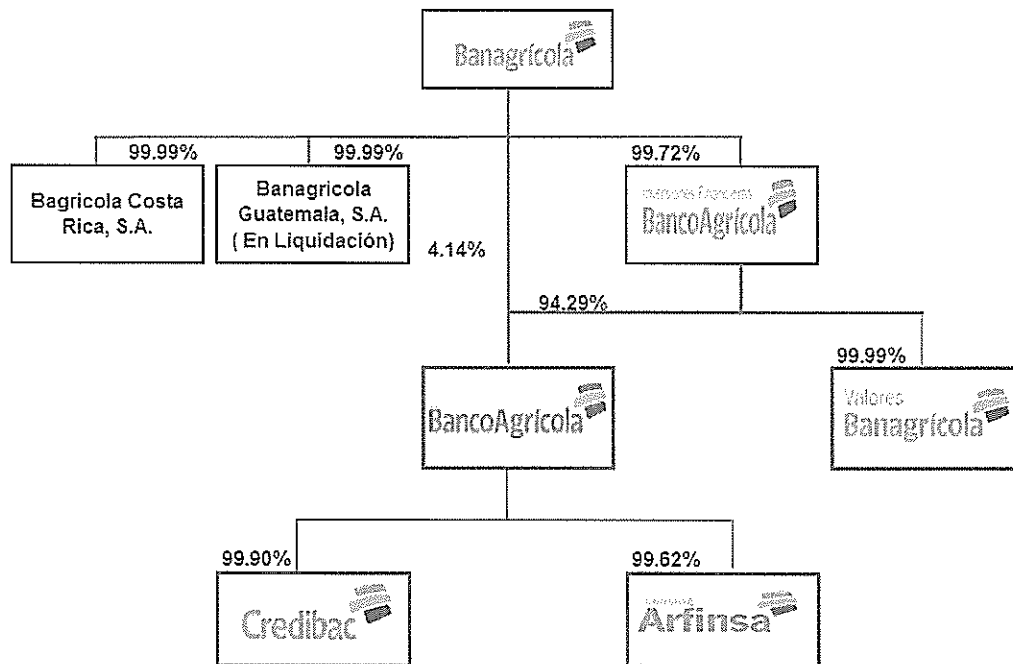 Banagrícola
99.99%
99.99%
99.72%
Bagricola Costa
Rica, S.A.
Banagricola
Guatemala, S.A.
( En Liquidación)
BancoAgrícola
4.14%
94.29%
99.99%
BancoAgrícola
Valores
Banagrícola
99.90%
99.62%
Credibac
Arfinsa